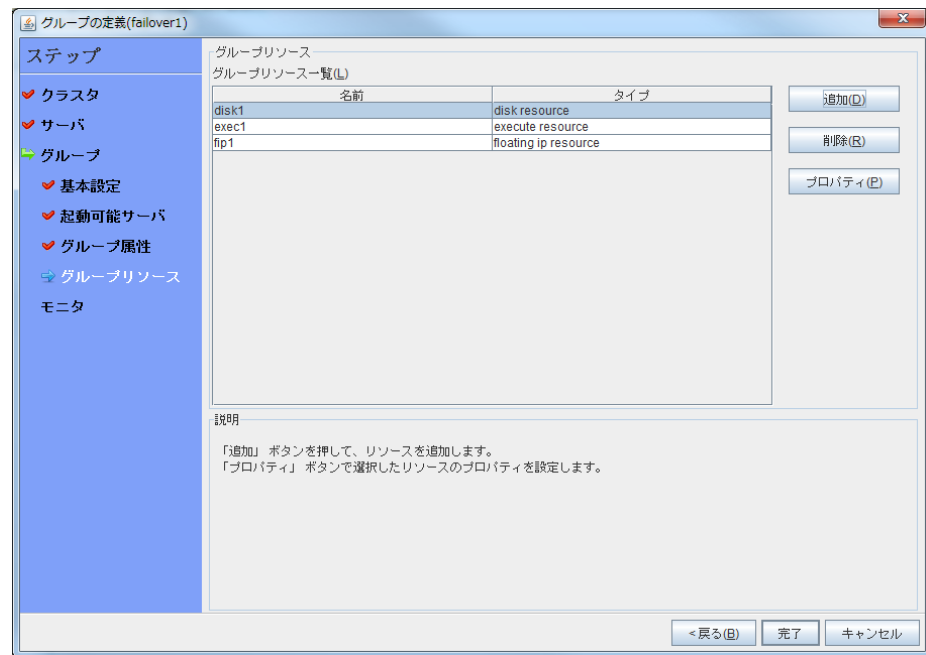 グループの定義(failover1)
ステップ
クラスタ
サーバ
グループ
基本設定
起動可能サーバ
グループ属性
グループリソース
モニタ
グループリソース
グループリソース一覧(L)
名前 タイプ
disk1 disk resource
exec1 execute resource
fip1 floating ip resource
追加(D)
削除(R)
プロパティ(P)
説明
「追加」 ボタンを押して、リソースを追加します。
「プロパティ」 ボタンで選択したリソースのプロパティを設定します。
<戻る(B) 完了 キャンセル